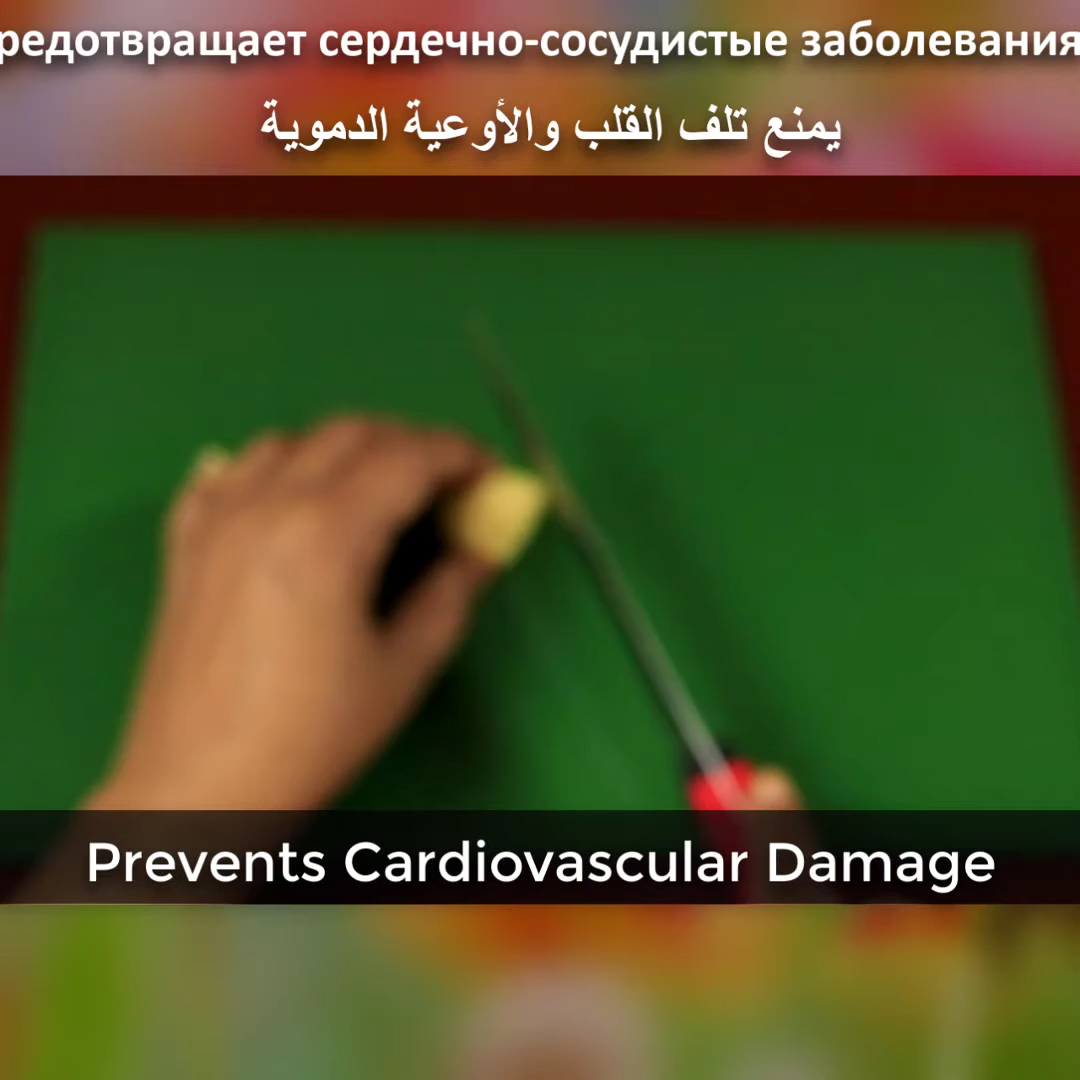 редотвращает сердечно-сосудистые заболевания
يمنع تلف القلب والأوعية الدموية
Prevents Cardiovascular Damage